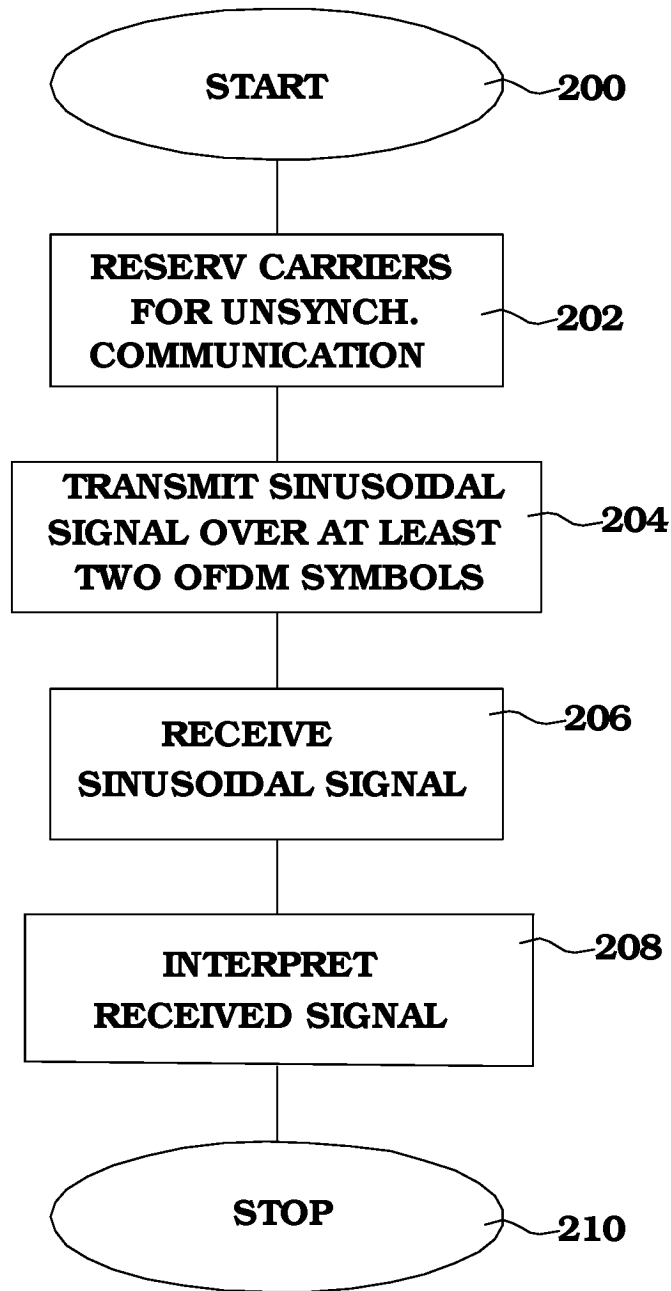 START
200
RESERV CARRIERS
FOR UNSYNCH.
COMMUNICATION
202
TRANSMIT SINUSOIDAL
SIGNAL OVER AT LEAST
TWO OFDM SYMBOLS
204
RECEIVE
SINUSOIDAL SIGNAL
206
INTERPRET
RECEIVED SIGNAL
208
STOP
210